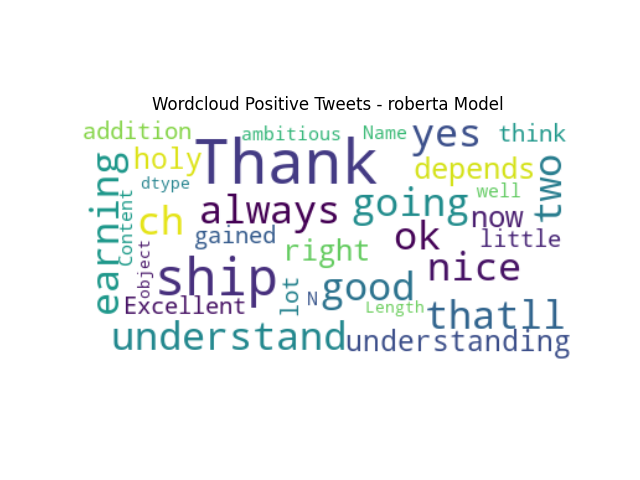 Wordcloud Positive Tweets - roberta Model
addition
ambitious
Name
yes
think
holy
Thank
depends
earning
Content
dtype
always
going
well
two
ch
gained
right
ok
now
little
object
ship
lot
N
good
nice
Excellent
Length
thatll
understand
understanding